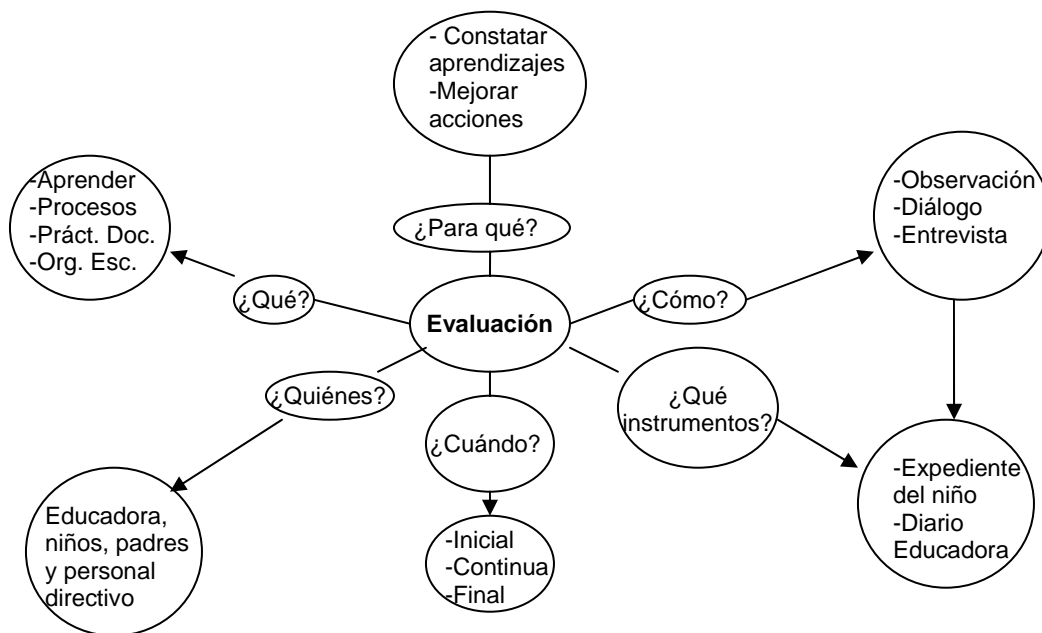 - Constatar
aprendizajes
-Mejorar
acciones
¿Para qué?
-Aprender
-Procesos
-Práct. Doc.
-Org. Esc.
¿Qué?
Evaluación
¿Cómo?
-Observación
-Diálogo
-Entrevista
¿Quiénes?
Educadora,
niños, padres
y personal
directivo
¿Cuándo?
-Inicial
-Continua
-Final
¿Qué
instrumentos?
-Expediente
del niño
-Diario
Educadora